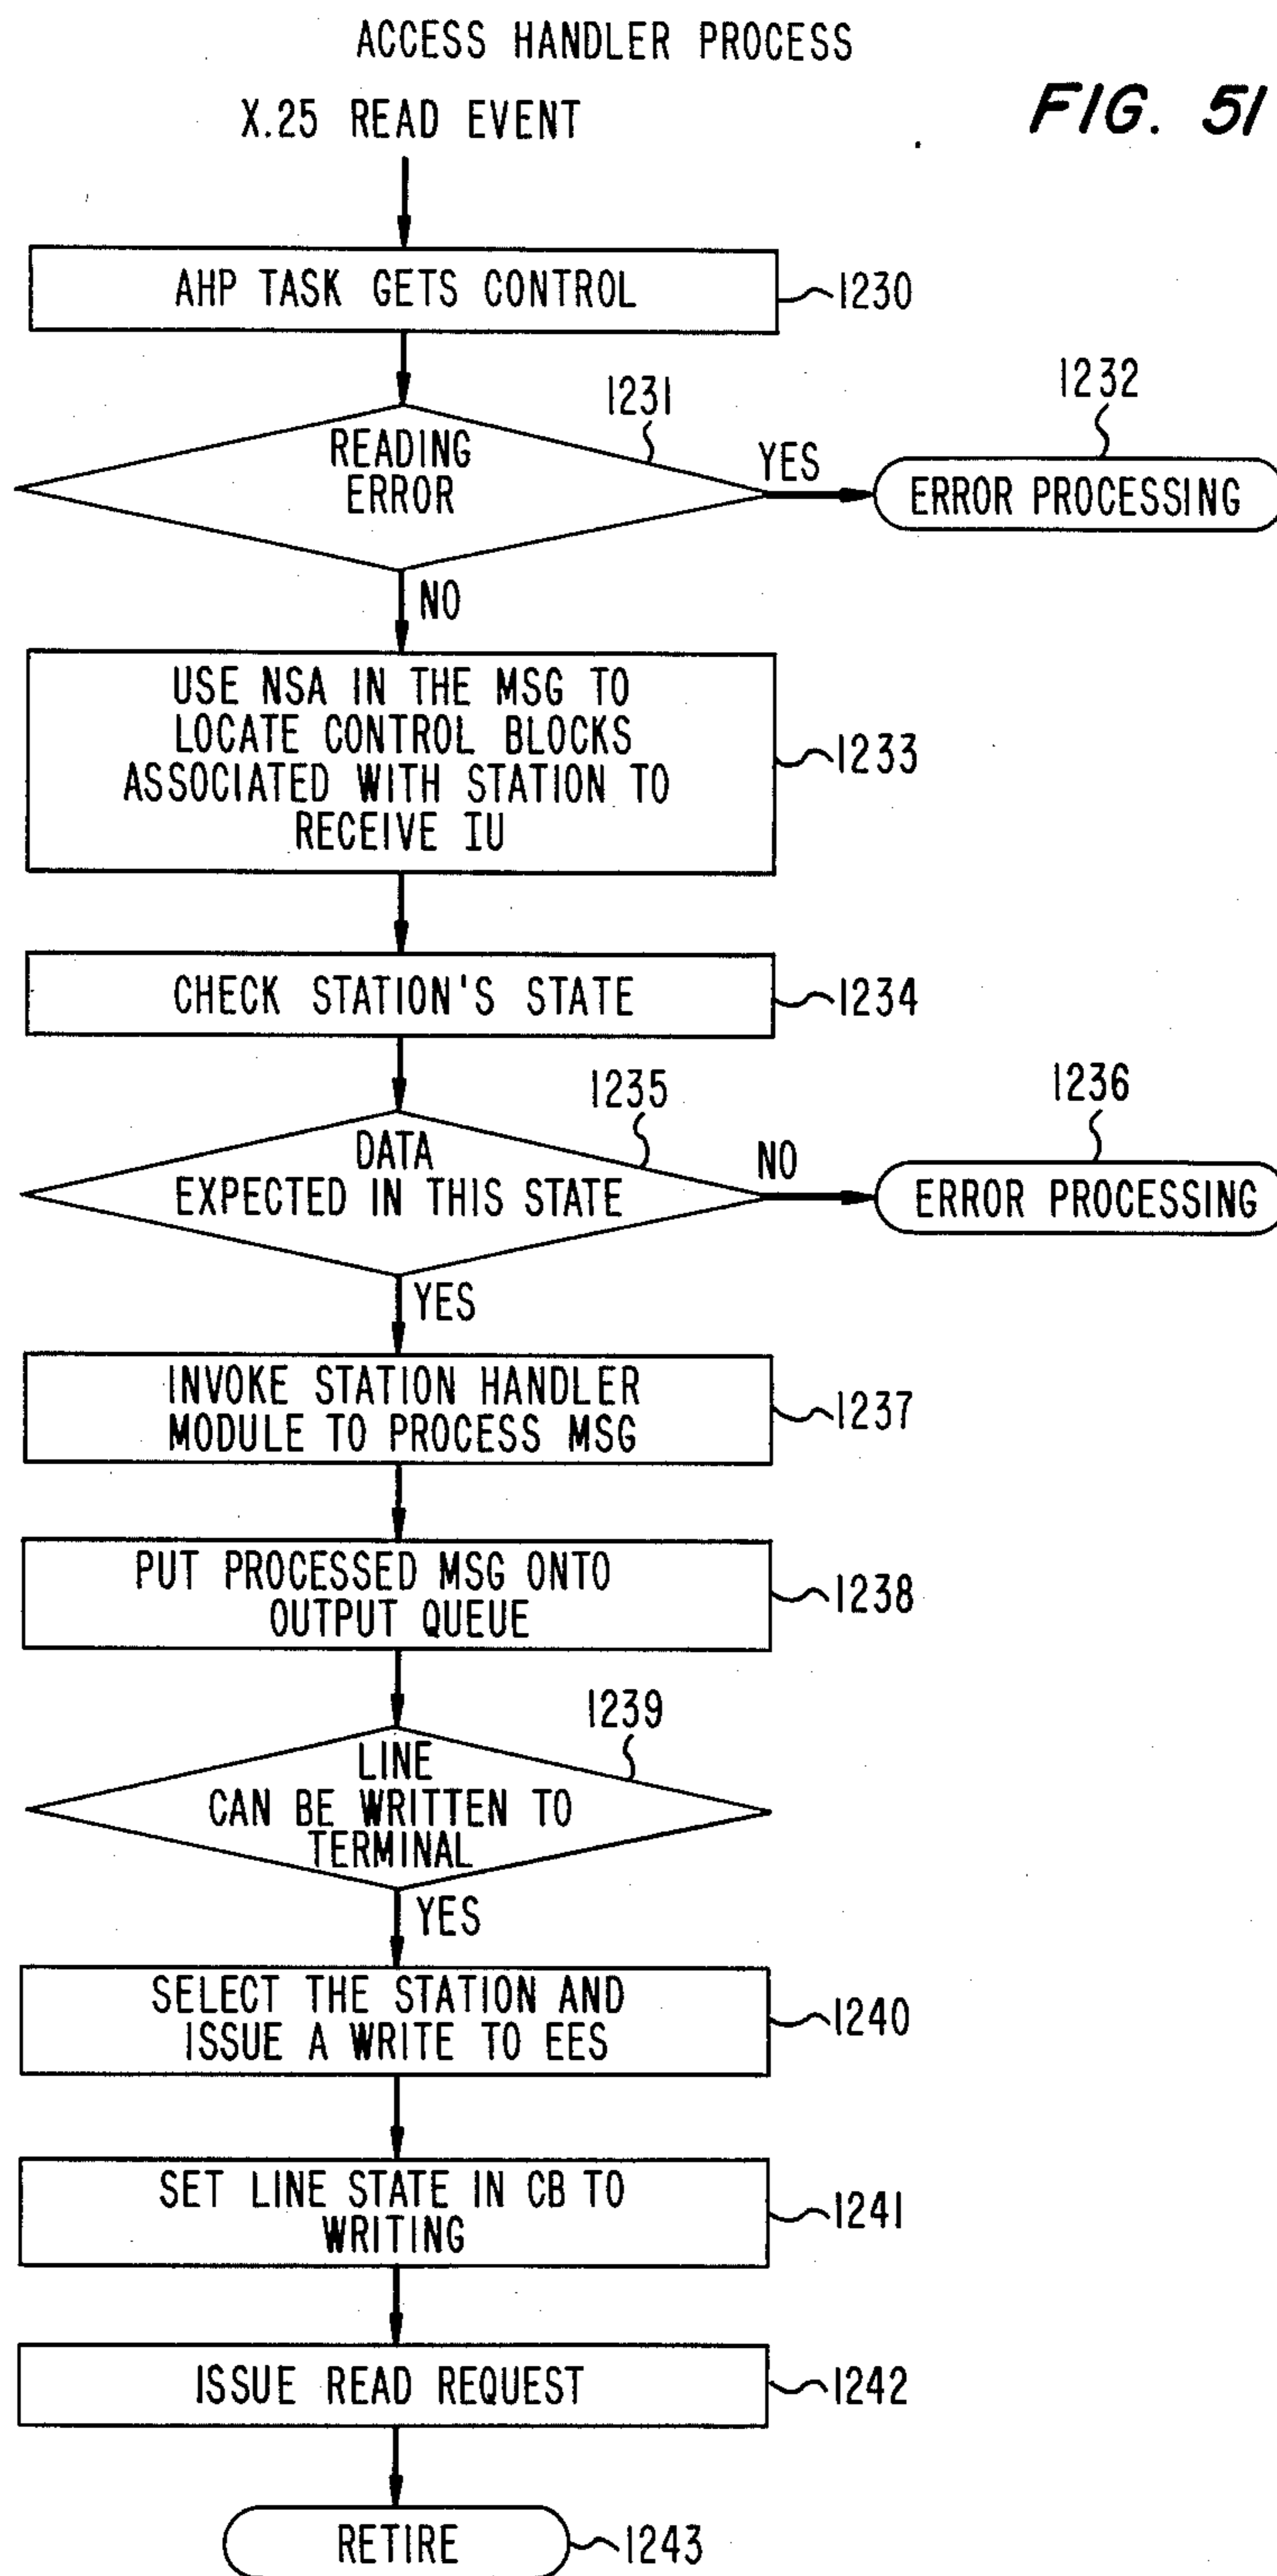 ACCESS HANDLER PROCESS
X.25 READ EVENT
FIG. 51
AHP TASK GETS CONTROL
1230
READING
ERROR
1231
YES
1232
ERROR PROCESSING
NO
USE NSA IN THE MSG TO
LOCATE CONTROL BLOCKS
ASSOCIATED WITH STATION TO
RECEIVE IU
1233
CHECK STATION'S STATE
1234
DATA
EXPECTED IN THIS STATE
1235
NO
1236
ERROR PROCESSING
YES
INVOKE STATION HANDLER
MODULE TO PROCESS MSG
1237
PUT PROCESSED MSG ONTO
OUTPUT QUEUE
1238
LINE
CAN BE WRITTEN TO
TERMINAL
1239
YES
SELECT THE STATION AND
ISSUE A WRITE TO EES
1240
SET LINE STATE IN CB TO
WRITING
1241
ISSUE READ REQUEST
1242
RETIRE
1243